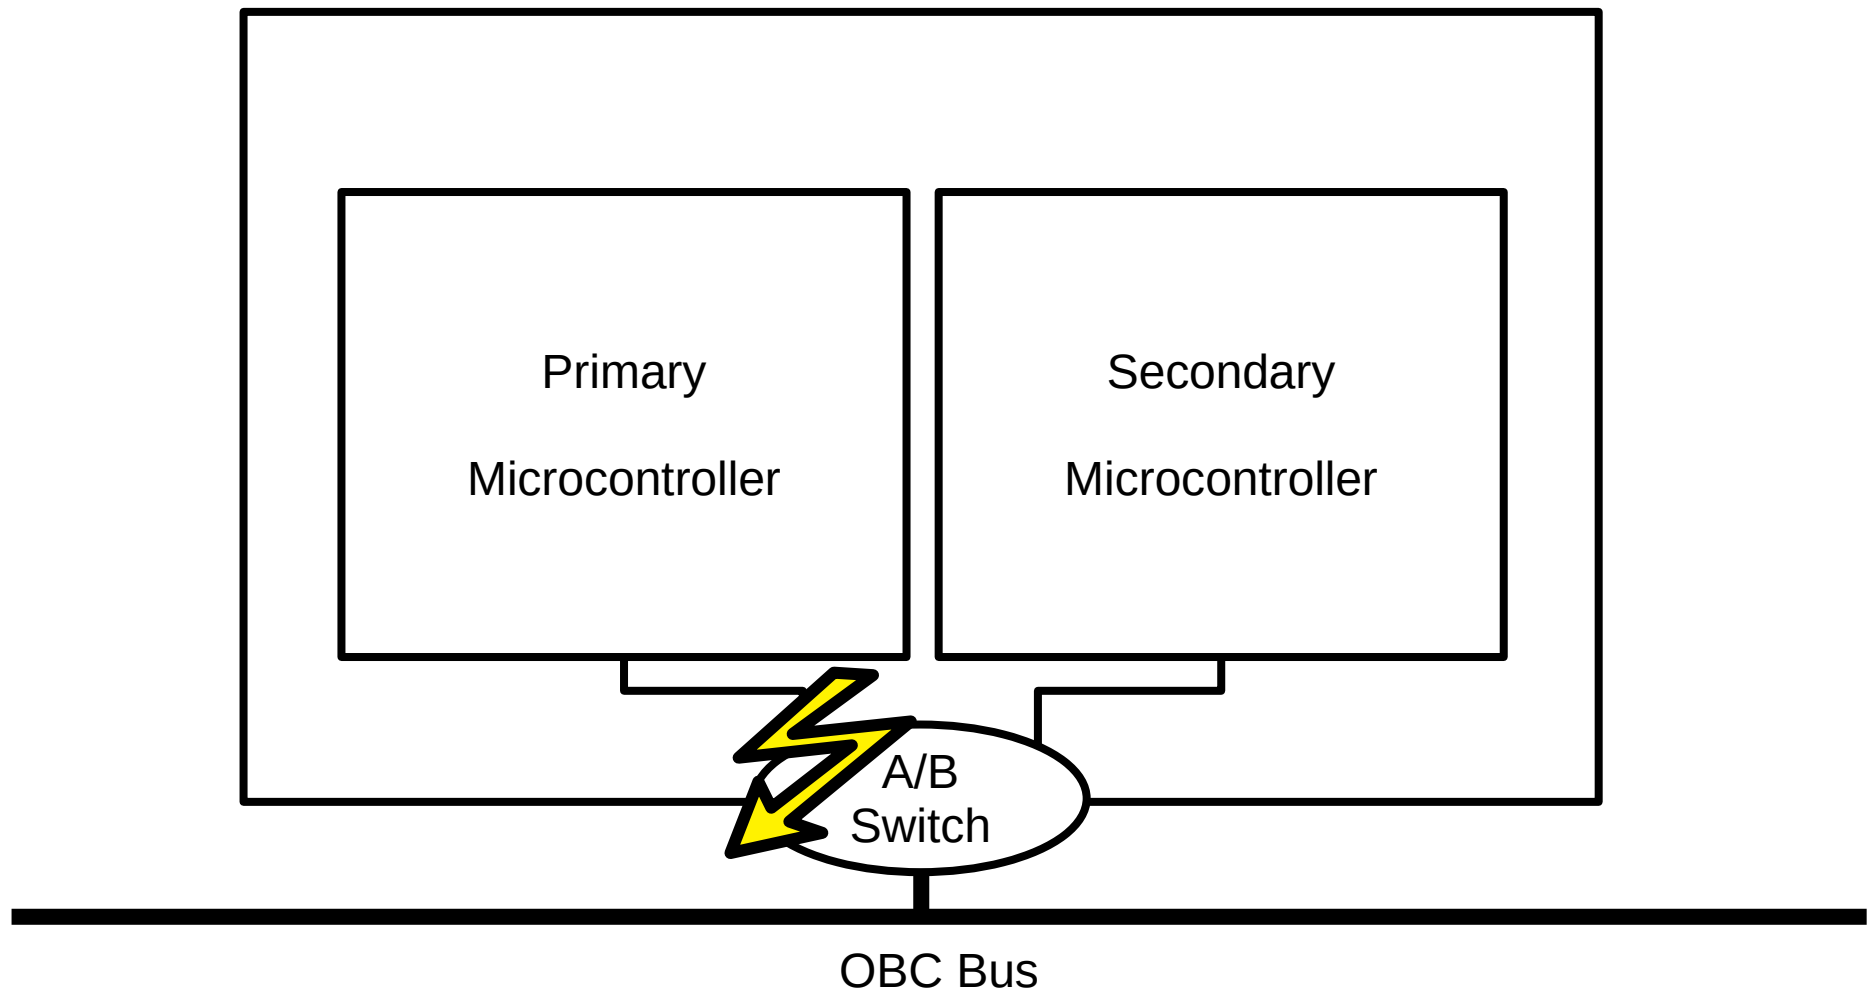 Primary
Microcontroller
Secondary
Microcontroller
A/B
Switch
OBC Bus